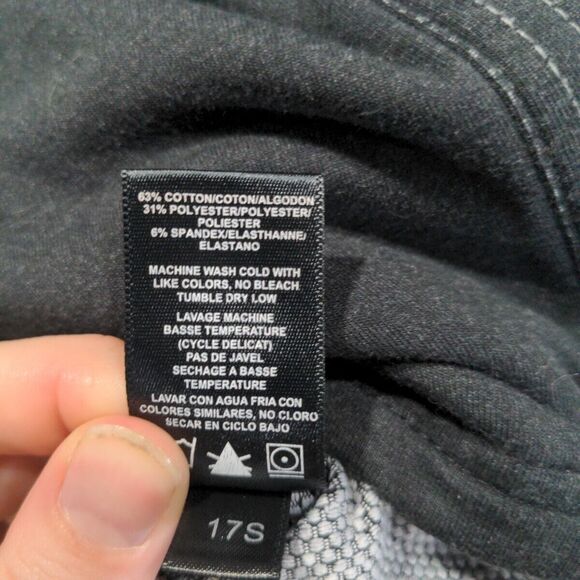 63% COTTON/COTON/ALGODON
31% POLYESTER/POLYESTER/
POLIESTER
6% SPANDEX/ELASTHANNE/
ELASTANO
MACHINE WASH COLD WITH
LIKE COLORS, NO BLEACH
TUMBLE DRY LOW
LAVAGE MACHINE
BASSE TEMPERATURE
(CYCLE DELICAT)
PAS DE JAVEL
SECHAGE A BASSE
TEMPERATURE
LAVAR CON AGUA FRIA CON
COLORES SIMILARES, NO CLORO
SECAR EN CICLO BAJO
17S